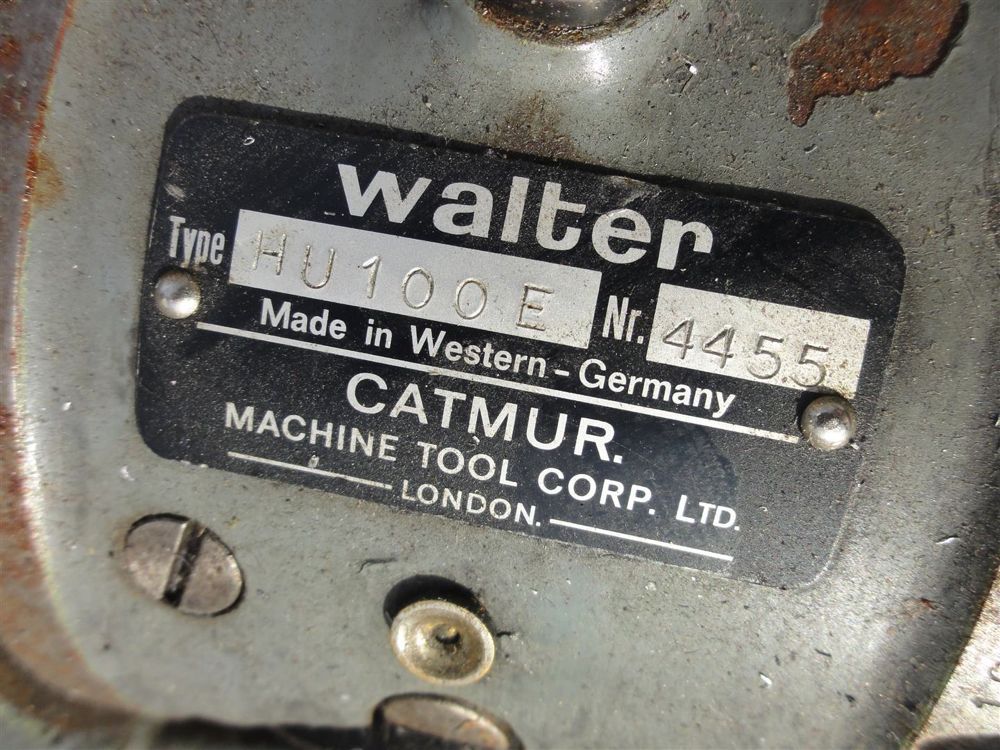 walter
Type HU100E Nr. 4455
Made in Western-Germany
CATMUR.
MACHINE TOOL CORP. LTD.
LONDON.